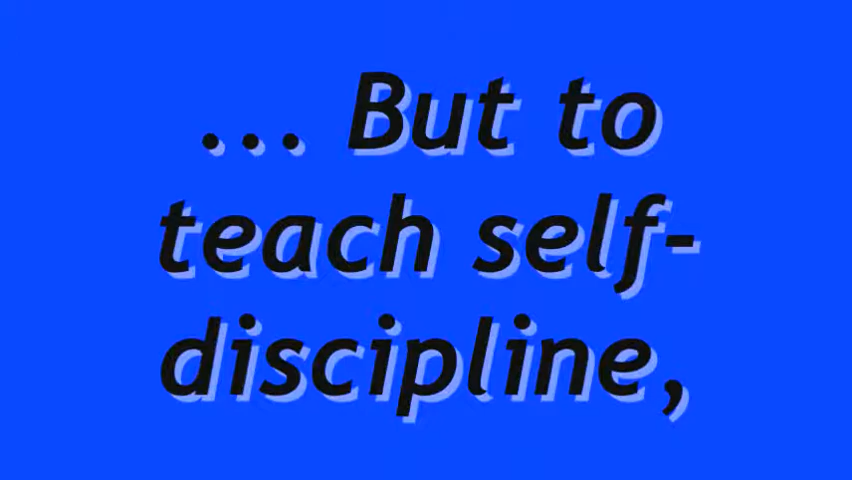 ... But to
teach self-
discipline,